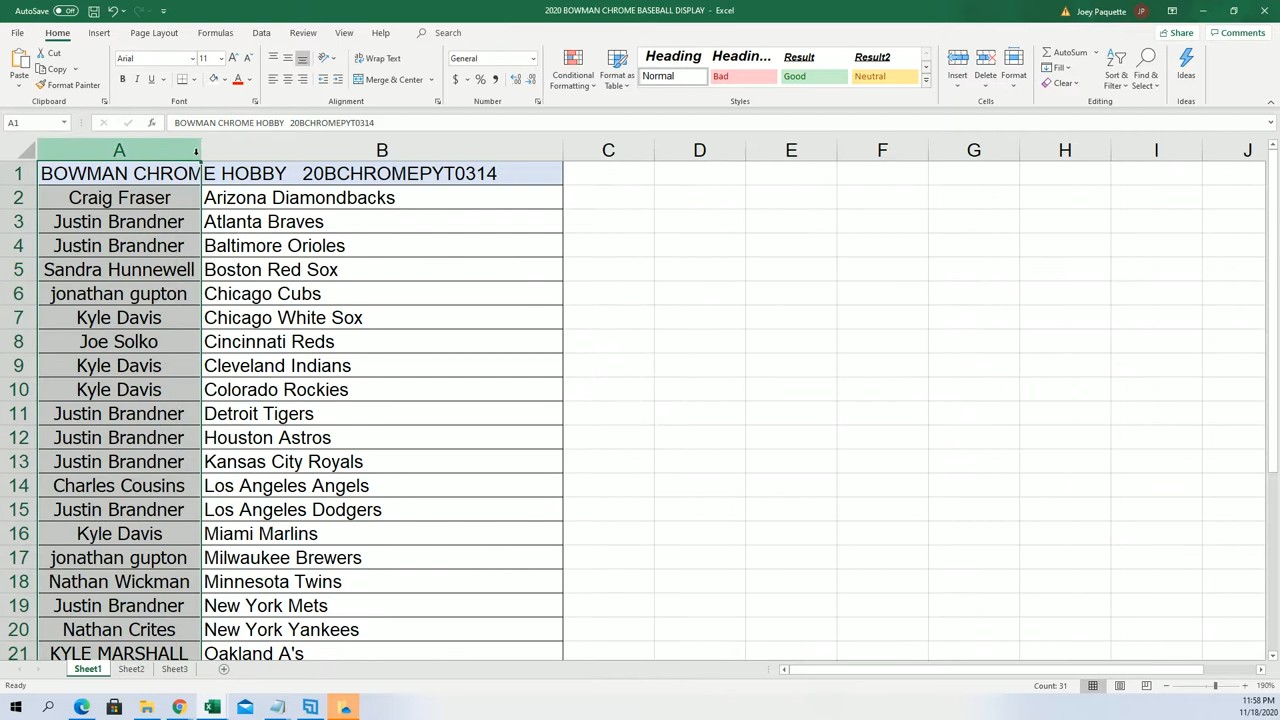 AutoSave Off 2020 BOWMAN CHROME BASEBALL DISPLAY - Excel Joey Paquette JP
File Home Insert Page Layout Formulas Data Review View Help Search Share Comments
Paste Cut Copy Format Painter Clipboard
Arial 11 B I U A Font
Wrap Text Merge & Center Alignment
General $ % Number
Conditional Formatting Format as Table
Heading Headin... Result Result2
Normal Bad Good Neutral
Styles
Insert Delete Format Cells
AutoSum Fill Clear Sort & Filter Find & Select Editing
Ideas Ideas
A1 fx BOWMAN CHROME HOBBY 20BCHROMEPYT0314
A B C D E F G H I J
1 BOWMAN CHROME HOBBY 20BCHROMEPYT0314
2 Craig Fraser Arizona Diamondbacks
3 Justin Brandner Atlanta Braves
4 Justin Brandner Baltimore Orioles
5 Sandra Hunnewell Boston Red Sox
6 jonathan gupton Chicago Cubs
7 Kyle Davis Chicago White Sox
8 Joe Solko Cincinnati Reds
9 Kyle Davis Cleveland Indians
10 Kyle Davis Colorado Rockies
11 Justin Brandner Detroit Tigers
12 Justin Brandner Houston Astros
13 Justin Brandner Kansas City Royals
14 Charles Cousins Los Angeles Angels
15 Justin Brandner Los Angeles Dodgers
16 Kyle Davis Miami Marlins
17 jonathan gupton Milwaukee Brewers
18 Nathan Wickman Minnesota Twins
19 Justin Brandner New York Mets
20 Nathan Crites New York Yankees
21 KYLE MARSHALL Oakland A's
Sheet1 Sheet2 Sheet3
Ready Count: 31 190%
11:58 PM
11/18/2020